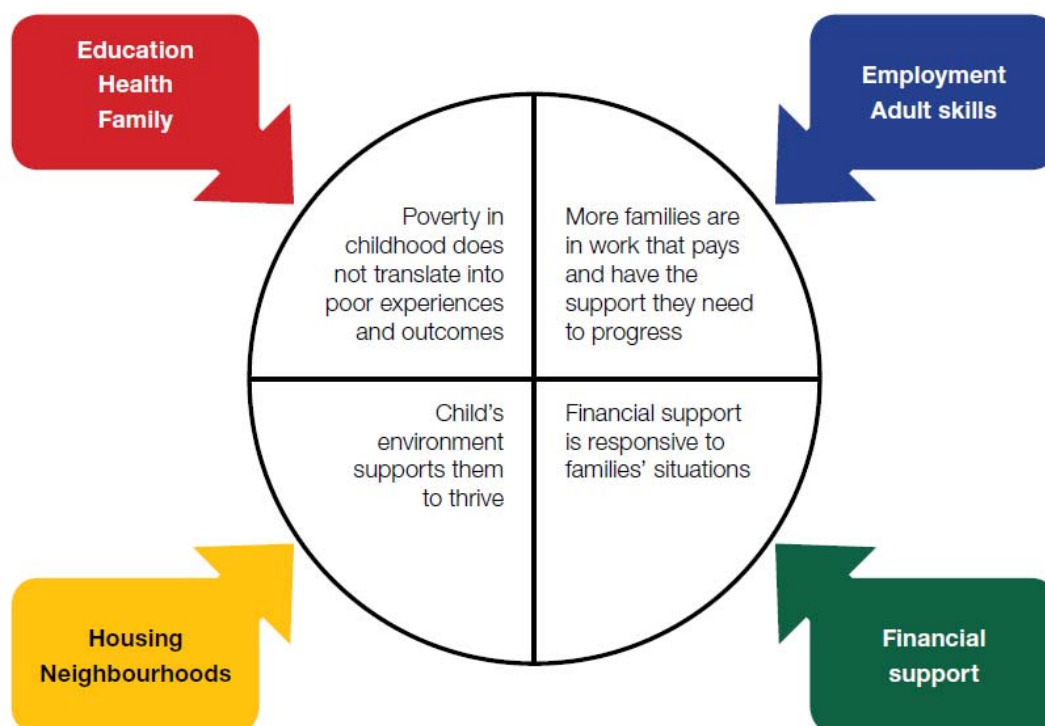 Education
Health
Family
Employment
Adult skills
Poverty in
childhood does
not translate into
poor experiences
and outcomes
More families are
in work that pays
and have the
support they need
to progress
Child’s
environment
supports them
to thrive
Financial support
is responsive to
families’ situations
Housing
Neighbourhoods
Financial
support